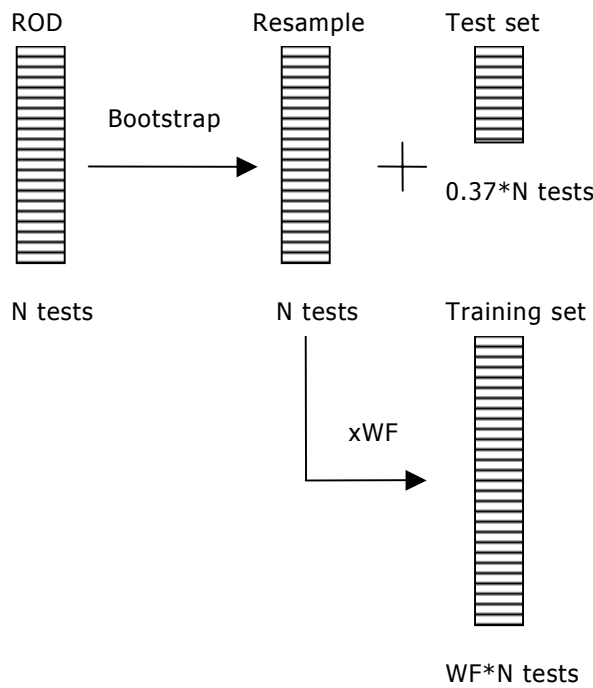 ROD
Resample
Test set
Bootstrap
0.37*N tests
N tests
N tests
Training set
xWF
WF*N tests